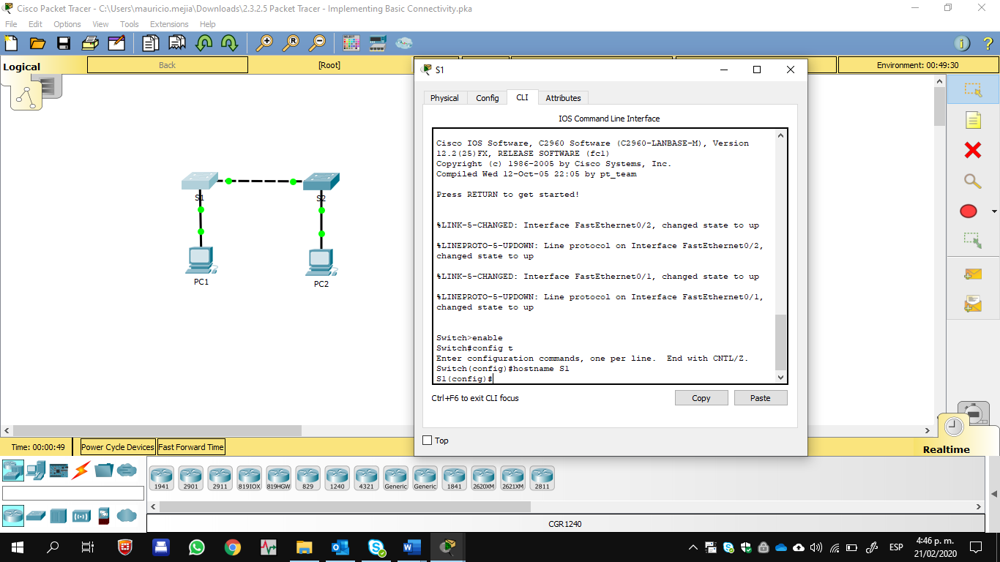 Cisco Packet Tracer - C:\Users\mauricio.mejia\Downloads\2.3.2.5 Packet Tracer - Implementing Basic Connectivity.pka
File Edit Options View Tools Extensions Help
Logical
Back
[Root]
Environment: 00:49:30
S1
Physical Config CLI Attributes
IOS Command Line Interface
Cisco IOS Software, C2960 Software (C2960-LANBASE-M), Version
12.2(25)FX, RELEASE SOFTWARE (fc1)
Copyright (c) 1986-2005 by Cisco Systems, Inc.
Compiled Wed 12-Oct-05 22:05 by pt_team
Press RETURN to get started!
%LINK-5-CHANGED: Interface FastEthernet0/2, changed state to up
%LINEPROTO-5-UPDOWN: Line protocol on Interface FastEthernet0/2,
changed state to up
%LINK-5-CHANGED: Interface FastEthernet0/1, changed state to up
%LINEPROTO-5-UPDOWN: Line protocol on Interface FastEthernet0/1,
changed state to up
Switch>enable
Switch#config t
Enter configuration commands, one per line.  End with CNTL/Z.
Switch(config)#hostname S1
S1(config)#
Ctrl+F6 to exit CLI focus
Copy Paste
Top
S1 S2
PC1 PC2
Time: 00:00:49 Power Cycle Devices Fast Forward Time
Realtime
SELECT
1941 2901 2911 819IOX 819HGW 829 1240 4321 Generic Generic 1841 2620XM 2621XM 2811
CGR1240
ESP
4:46 p. m.
21/02/2020